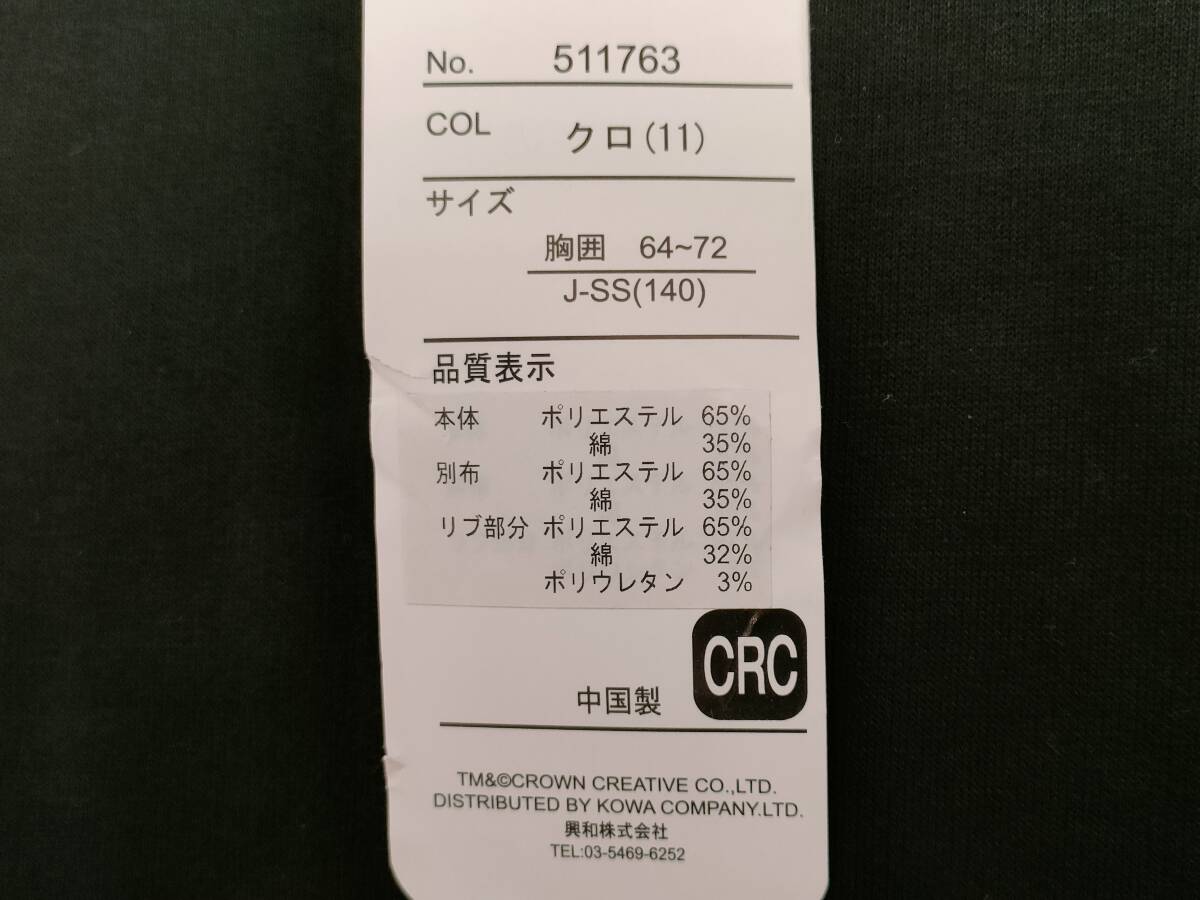 No. 511763
COL クロ(11)
サイズ
胸囲 64~72
J-SS(140)
品質表示
本体 ポリエステル 65%
綿 35%
別布 ポリエステル 65%
綿 35%
リブ部分 ポリエステル 65%
綿 32%
ポリウレタン 3%
CRC
中国製
TM&©CROWN CREATIVE CO.,LTD.
DISTRIBUTED BY KOWA COMPANY.LTD.
興和株式会社
TEL:03-5469-6252